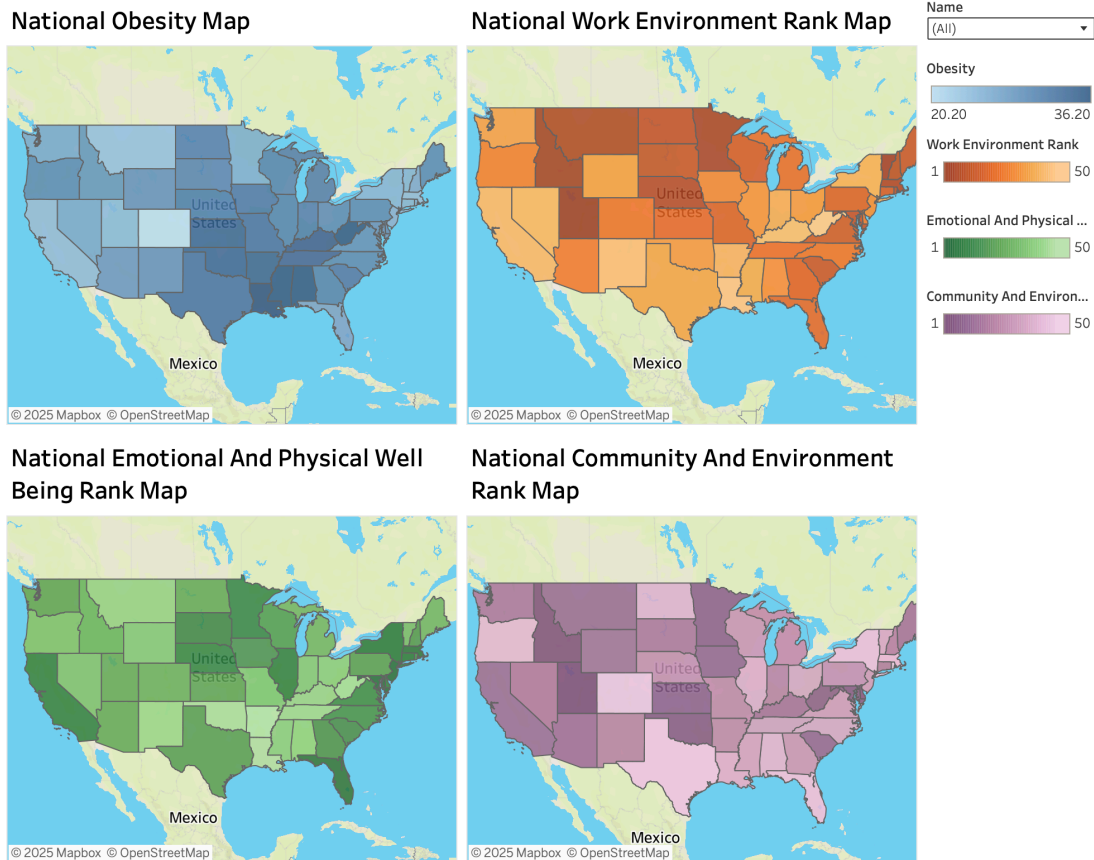 National Obesity Map
United
States
Mexico
© 2025 Mapbox © OpenStreetMap
National Work Environment Rank Map
United
States
Mexico
© 2025 Mapbox © OpenStreetMap
Name
(All)
Obesity
20.20 36.20
Work Environment Rank
1 50
Emotional And Physical ...
1 50
Community And Environ...
1 50
National Emotional And Physical Well
Being Rank Map
United
States
Mexico
© 2025 Mapbox © OpenStreetMap
National Community And Environment
Rank Map
United
States
Mexico
© 2025 Mapbox © OpenStreetMap